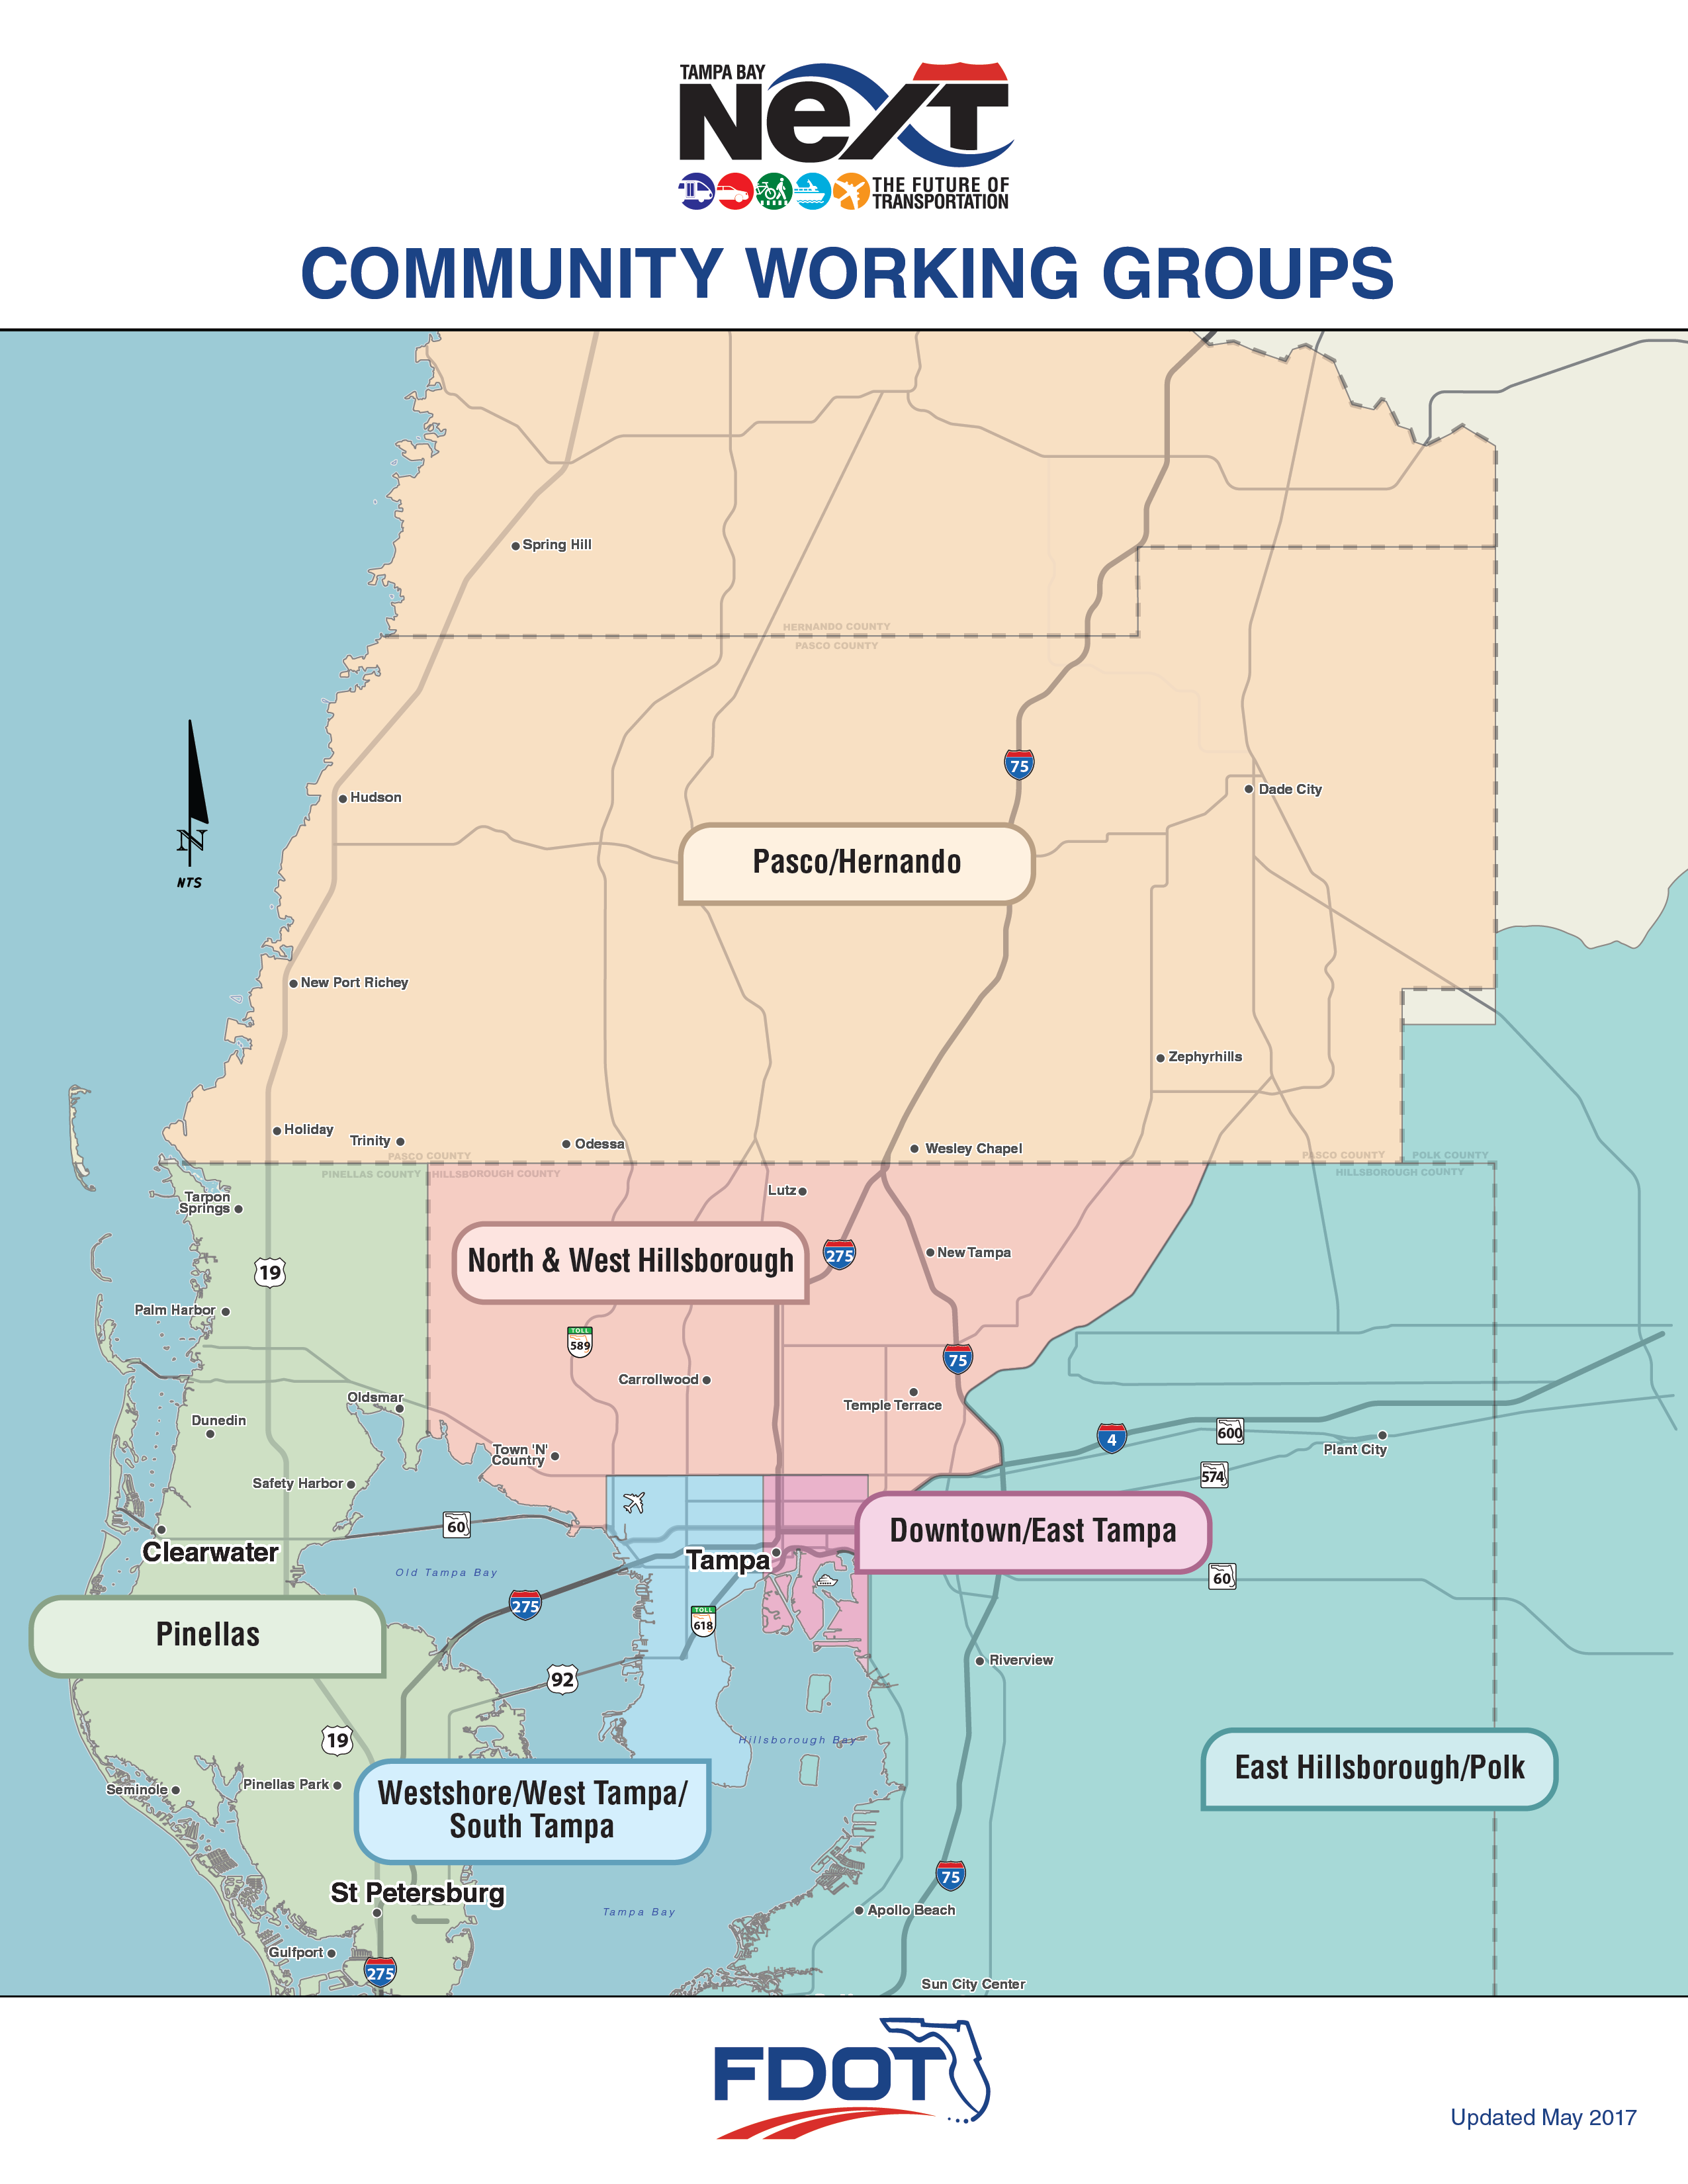 TAMPA BAY
NeXT
THE FUTURE OF
TRANSPORTATION
COMMUNITY WORKING GROUPS
Spring Hill
HERNANDO COUNTY
PASCO COUNTY
75
Hudson
Dade City
N
NTS
Pasco/Hernando
New Port Richey
Zephyrhills
Holiday
Trinity
Odessa
Wesley Chapel
PASCO COUNTY
PASCO COUNTY
POLK COUNTY
PINELLAS COUNTY
HILLSBOROUGH COUNTY
HILLSBOROUGH COUNTY
Lutz
Tarpon
Springs
North & West Hillsborough
275
New Tampa
19
Palm Harbor
TOLL
589
75
Carrollwood
Temple Terrace
Oldsmar
Dunedin
4
600
Plant City
Town 'N'
Country
574
Safety Harbor
60
Downtown/East Tampa
Clearwater
Tampa
Old Tampa Bay
60
275
TOLL
618
Pinellas
Riverview
92
19
Hillsborough Bay
East Hillsborough/Polk
Seminole
Pinellas Park
Westshore/West Tampa/
South Tampa
75
St Petersburg
Tampa Bay
Apollo Beach
Gulfport
275
Sun City Center
FDOT
Updated May 2017